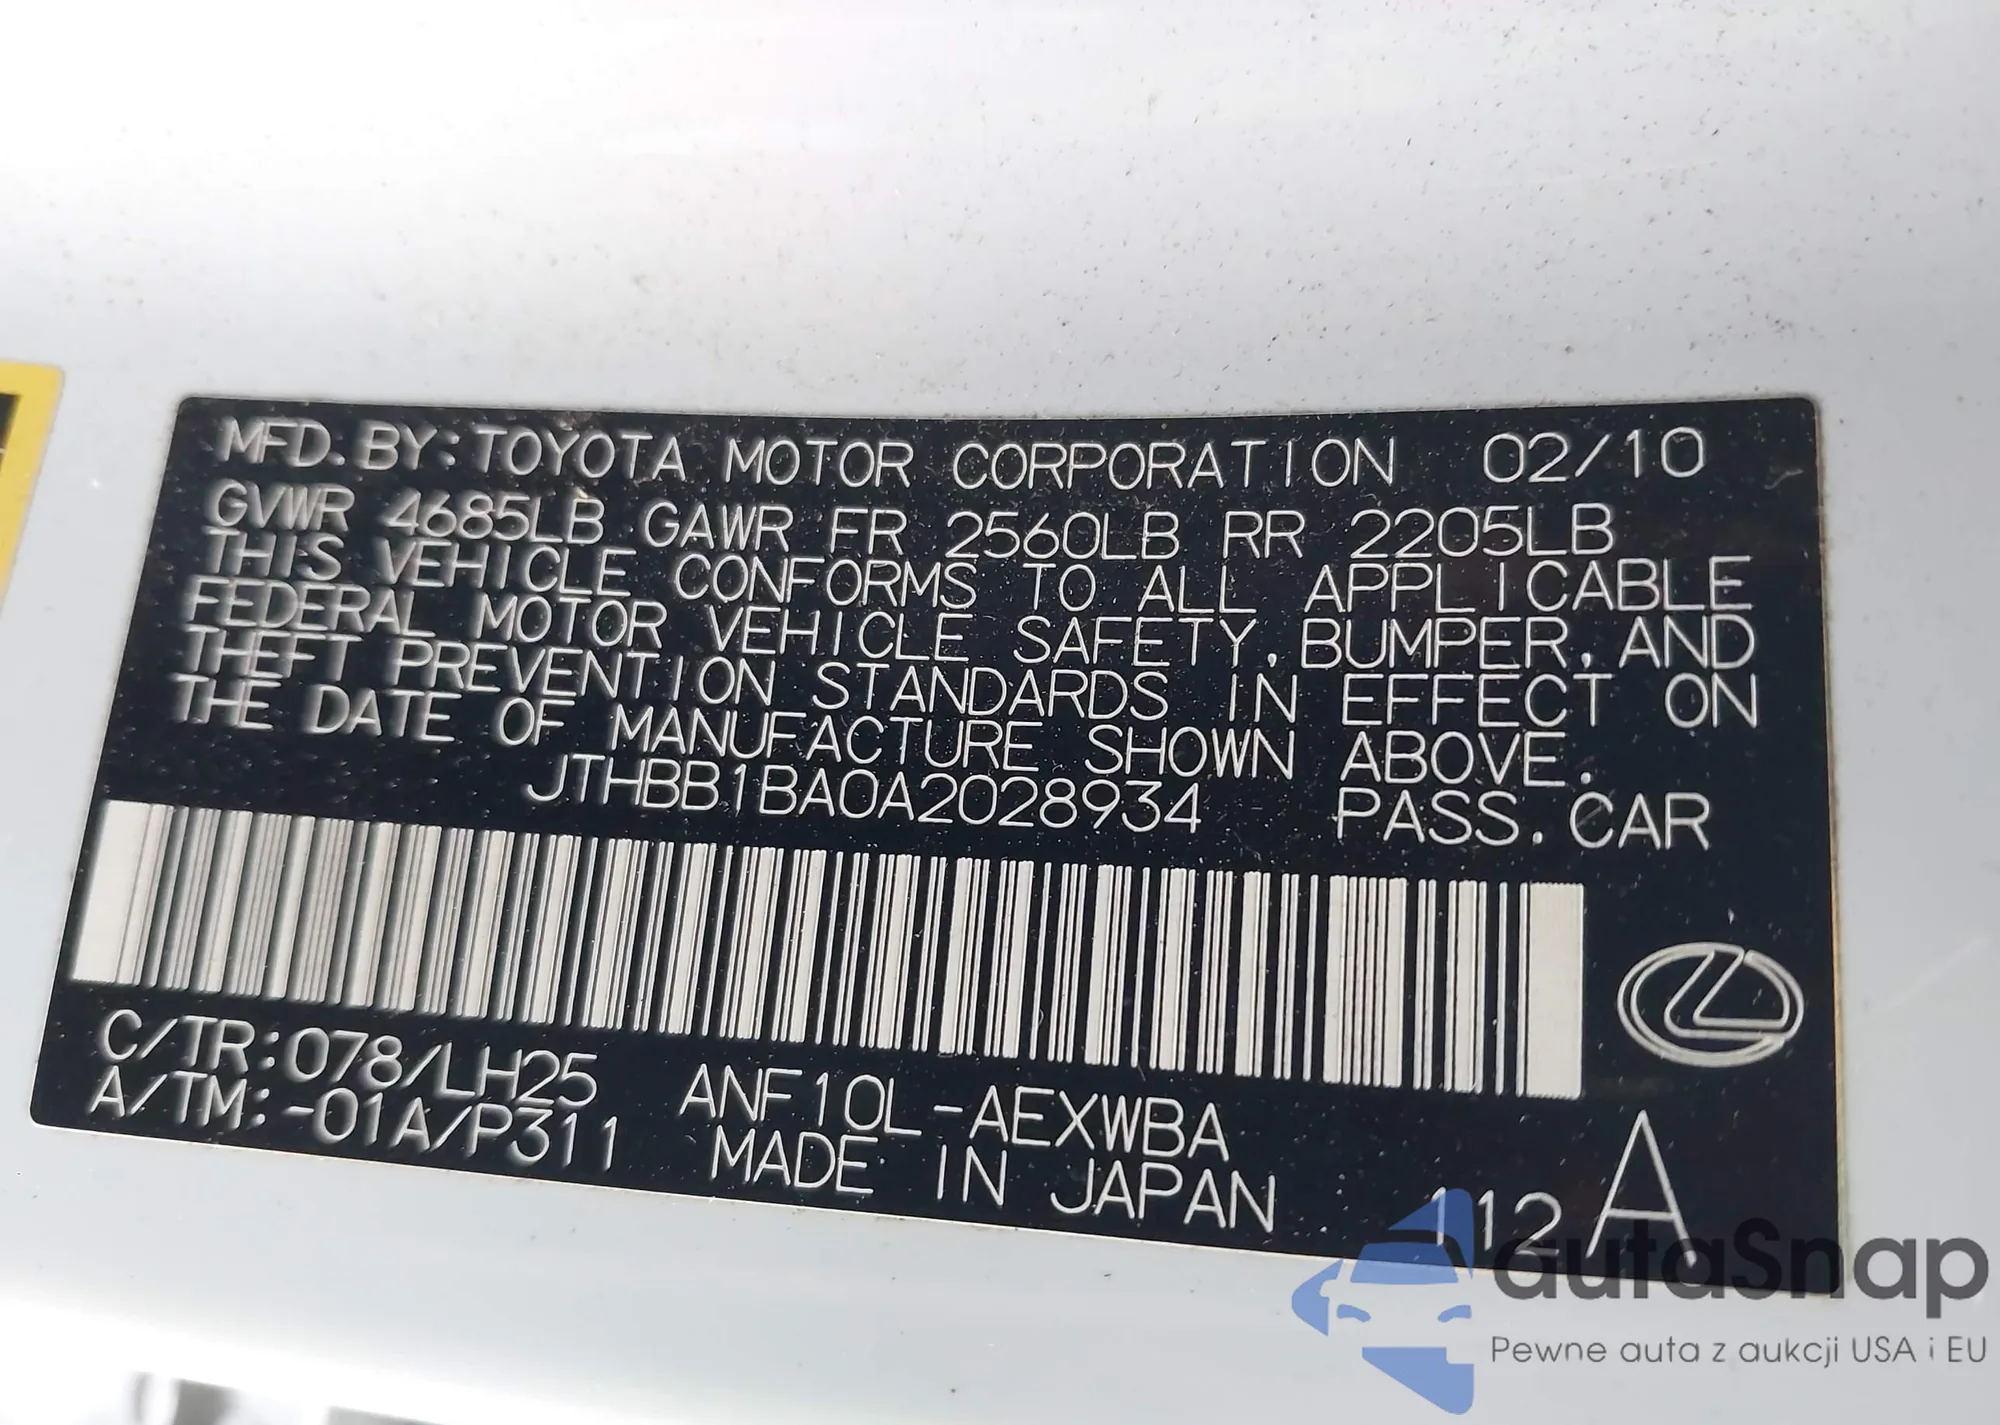 MFD.BY:TOYOTA MOTOR CORPORATION 02/10
GVWR 4685LB GAWR FR 2560LB RR 2205LB
THIS VEHICLE CONFORMS TO ALL APPLICABLE
FEDERAL MOTOR VEHICLE SAFETY, BUMPER, AND
THEFT PREVENTION STANDARDS IN EFFECT ON
THE DATE OF MANUFACTURE SHOWN ABOVE.
JTHBB1BA0A2028934 PASS.CAR
C/TR:078/LH25 ANF10L-AEXWBA
A/TM:-01A/P311 MADE IN JAPAN
112 A
autaSnap
Pewne auta z aukcji USA i EU